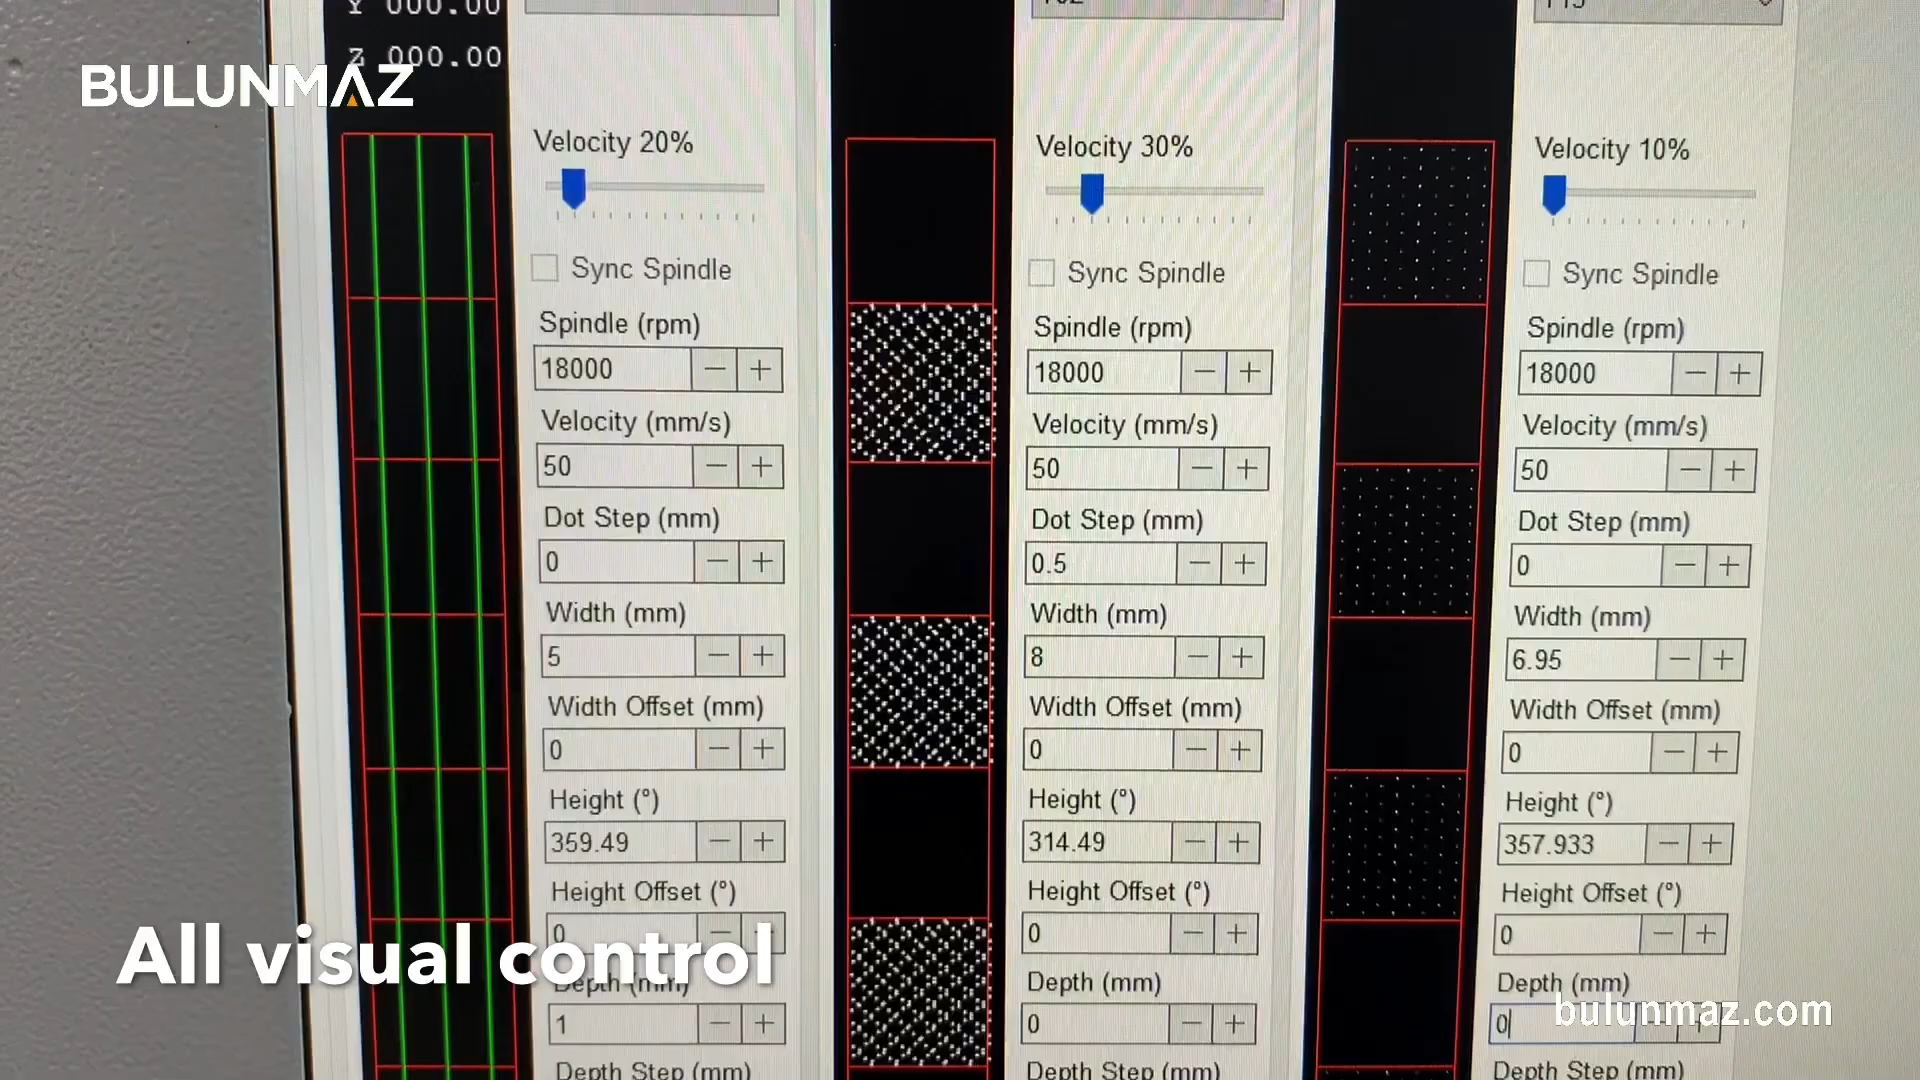 Y 000.00
Z 000.00
BULUNMAZ
Velocity 20%
Sync Spindle
Spindle (rpm)
18000
Velocity (mm/s)
50
Dot Step (mm)
0
Width (mm)
5
Width Offset (mm)
0
Height (°)
359.49
Height Offset (°)
0
Depth (mm)
1
Depth Step (mm)
Velocity 30%
Sync Spindle
Spindle (rpm)
18000
Velocity (mm/s)
50
Dot Step (mm)
0.5
Width (mm)
8
Width Offset (mm)
0
Height (°)
314.49
Height Offset (°)
0
Depth (mm)
0
Depth Step (mm)
Velocity 10%
Sync Spindle
Spindle (rpm)
18000
Velocity (mm/s)
50
Dot Step (mm)
0
Width (mm)
6.95
Width Offset (mm)
0
Height (°)
357.933
Height Offset (°)
0
Depth (mm)
0
Depth Step (mm)
All visual control
bulunmaz.com